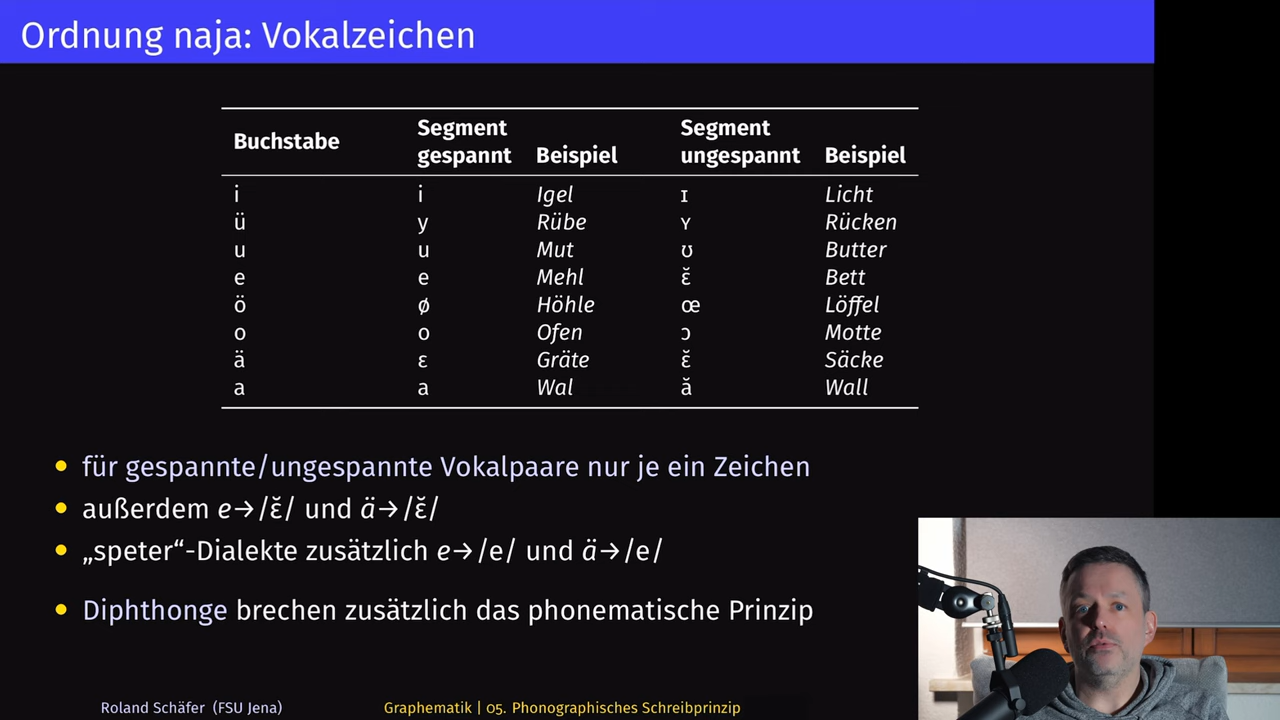 Ordnung naja: Vokalzeichen
Buchstabe Segment gespannt Beispiel Segment ungespannt Beispiel
i i Igel ɪ Licht
ü y Rübe ʏ Rücken
u u Mut ʊ Butter
e e Mehl ɛ̆ Bett
ö ø Höhle œ Löffel
o o Ofen ɔ Motte
ä ɛ Gräte ɛ̆ Säcke
a a Wal ă Wall
• für gespannte/ungespannte Vokalpaare nur je ein Zeichen
• außerdem e→/ɛ̆/ und ä→/ɛ̆/
• „speter“-Dialekte zusätzlich e→/e/ und ä→/e/
• Diphthonge brechen zusätzlich das phonematische Prinzip
Roland Schäfer (FSU Jena) Graphematik | 05. Phonographisches Schreibprinzip